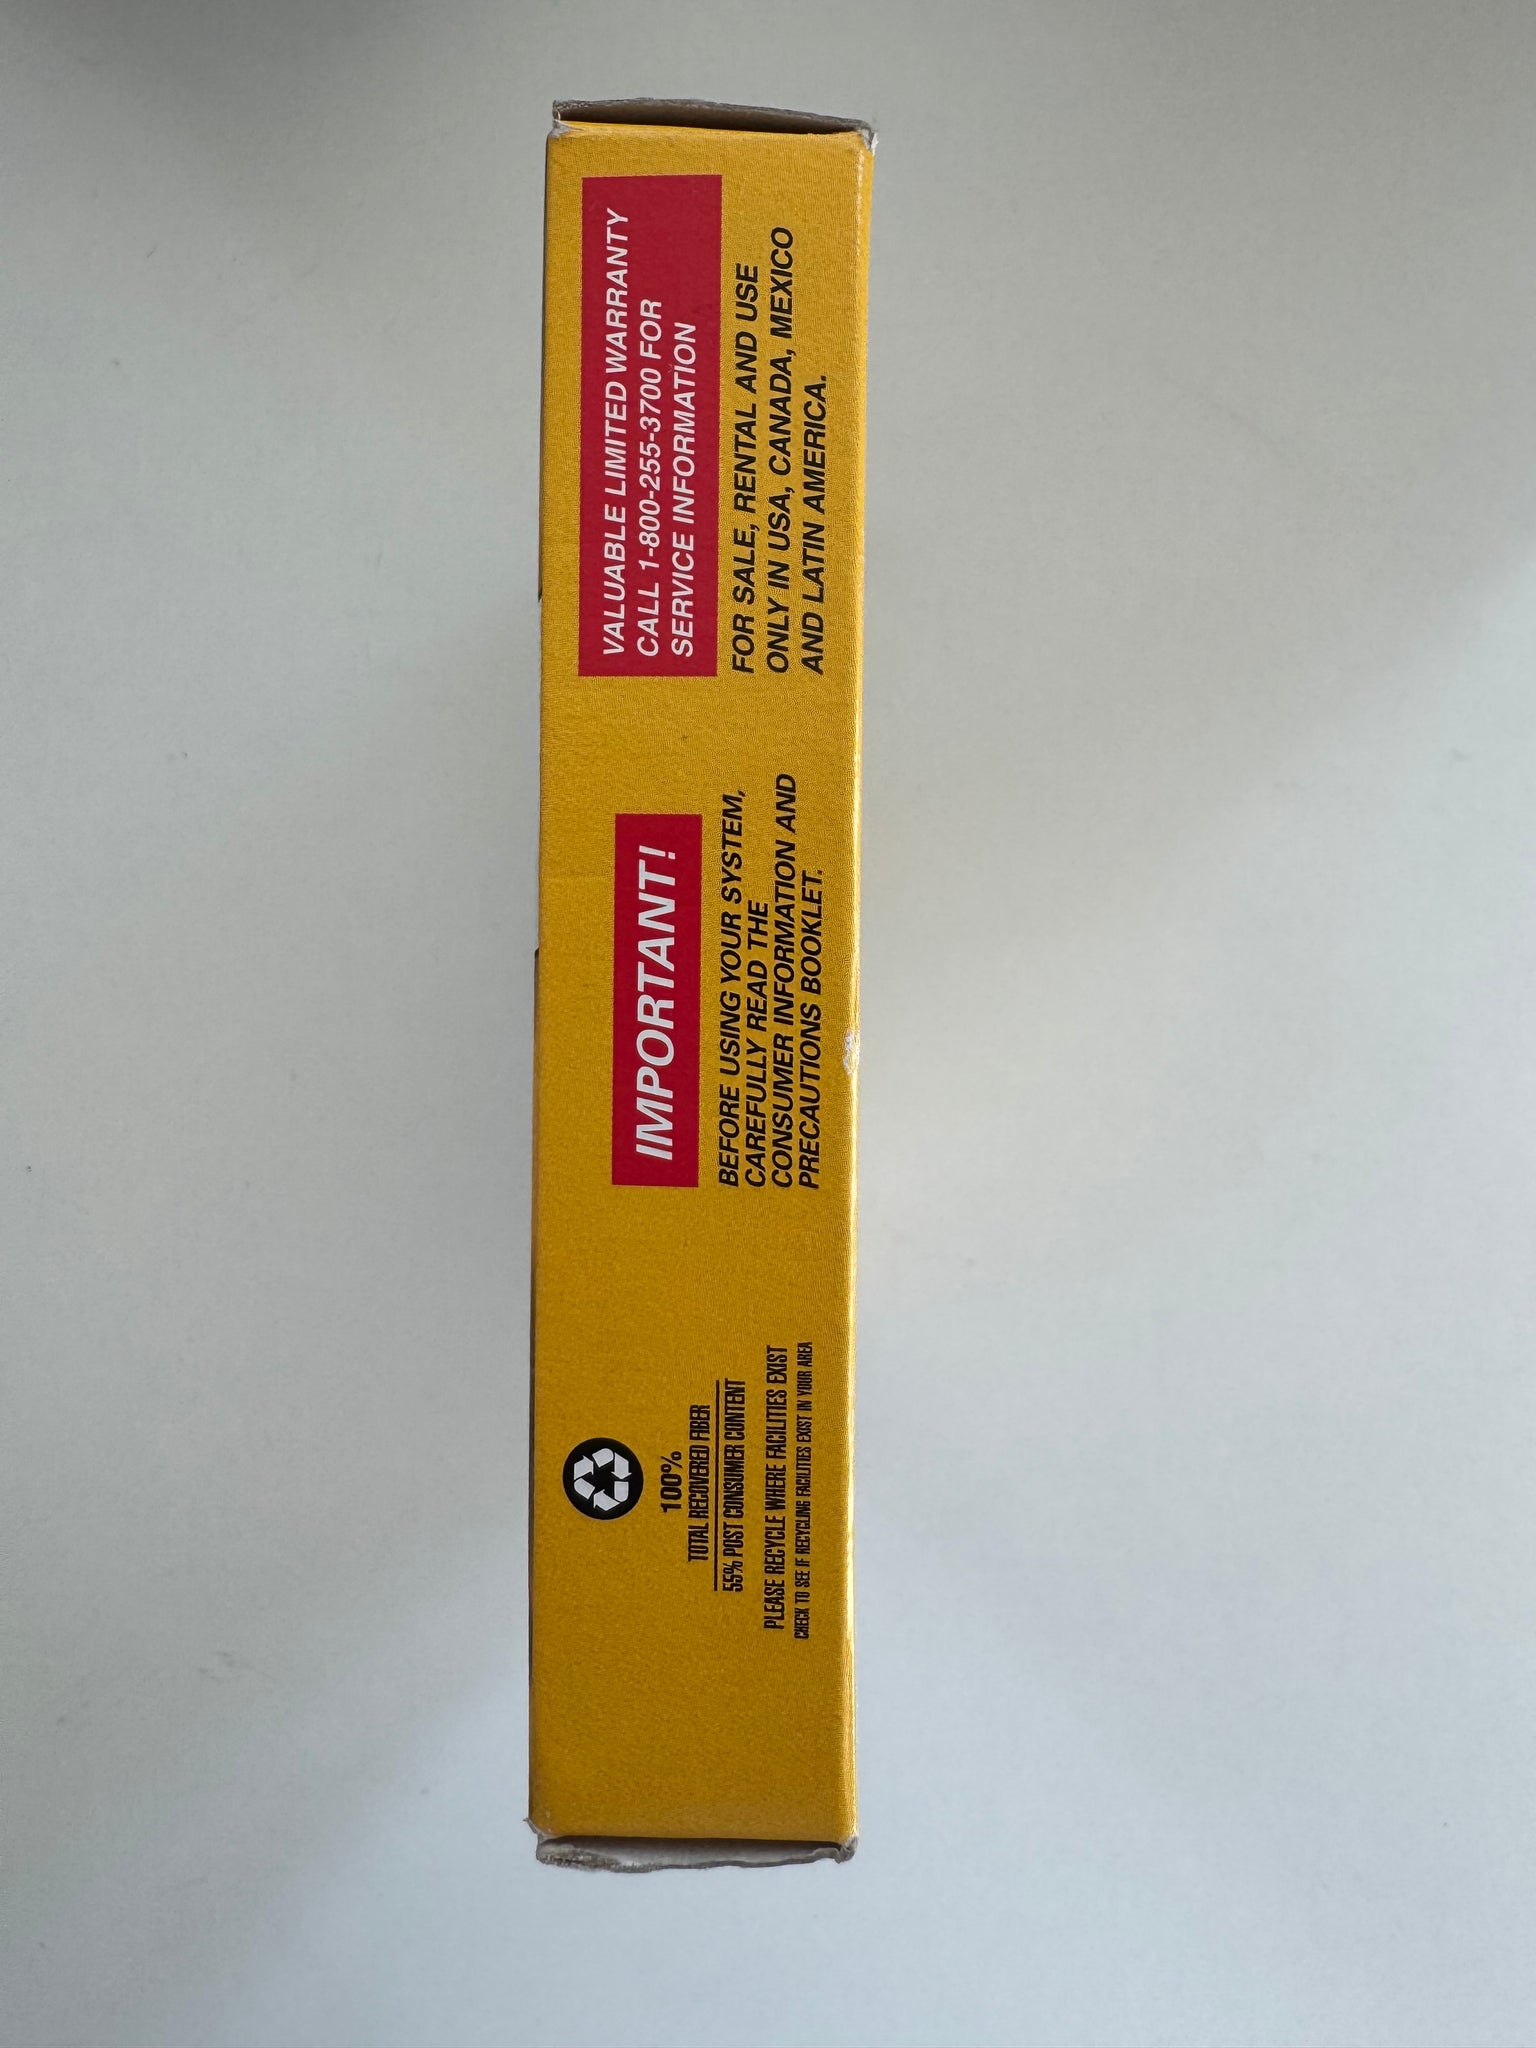 100%
TOTAL RECOVERED FIBER
55% POST CONSUMER CONTENT
PLEASE RECYCLE WHERE FACILITIES EXIST
CHECK TO SEE IF RECYCLING FACILITIES EXIST IN YOUR AREA
IMPORTANT!
BEFORE USING YOUR SYSTEM,
CAREFULLY READ THE
CONSUMER INFORMATION AND
PRECAUTIONS BOOKLET.
VALUABLE LIMITED WARRANTY
CALL 1-800-255-3700 FOR
SERVICE INFORMATION
FOR SALE, RENTAL AND USE
ONLY IN USA, CANADA, MEXICO
AND LATIN AMERICA.